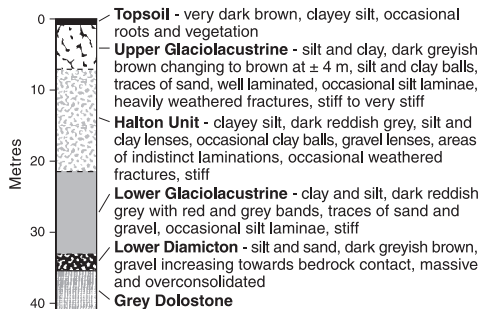 0
10
20
30
40
Metres
Topsoil - very dark brown, clayey silt, occasional
roots and vegetation
Upper Glaciolacustrine - silt and clay, dark greyish
brown changing to brown at ± 4 m, silt and clay balls,
traces of sand, well laminated, occasional silt laminae,
heavily weathered fractures, stiff to very stiff
Halton Unit - clayey silt, dark reddish grey, silt and
clay lenses, occasional clay balls, gravel lenses, areas
of indistinct laminations, occasional weathered
fractures, stiff
Lower Glaciolacustrine - clay and silt, dark reddish
grey with red and grey bands, traces of sand and
gravel, occasional silt laminae, stiff
Lower Diamicton - silt and sand, dark greyish brown,
gravel increasing towards bedrock contact, massive
and overconsolidated
Grey Dolostone